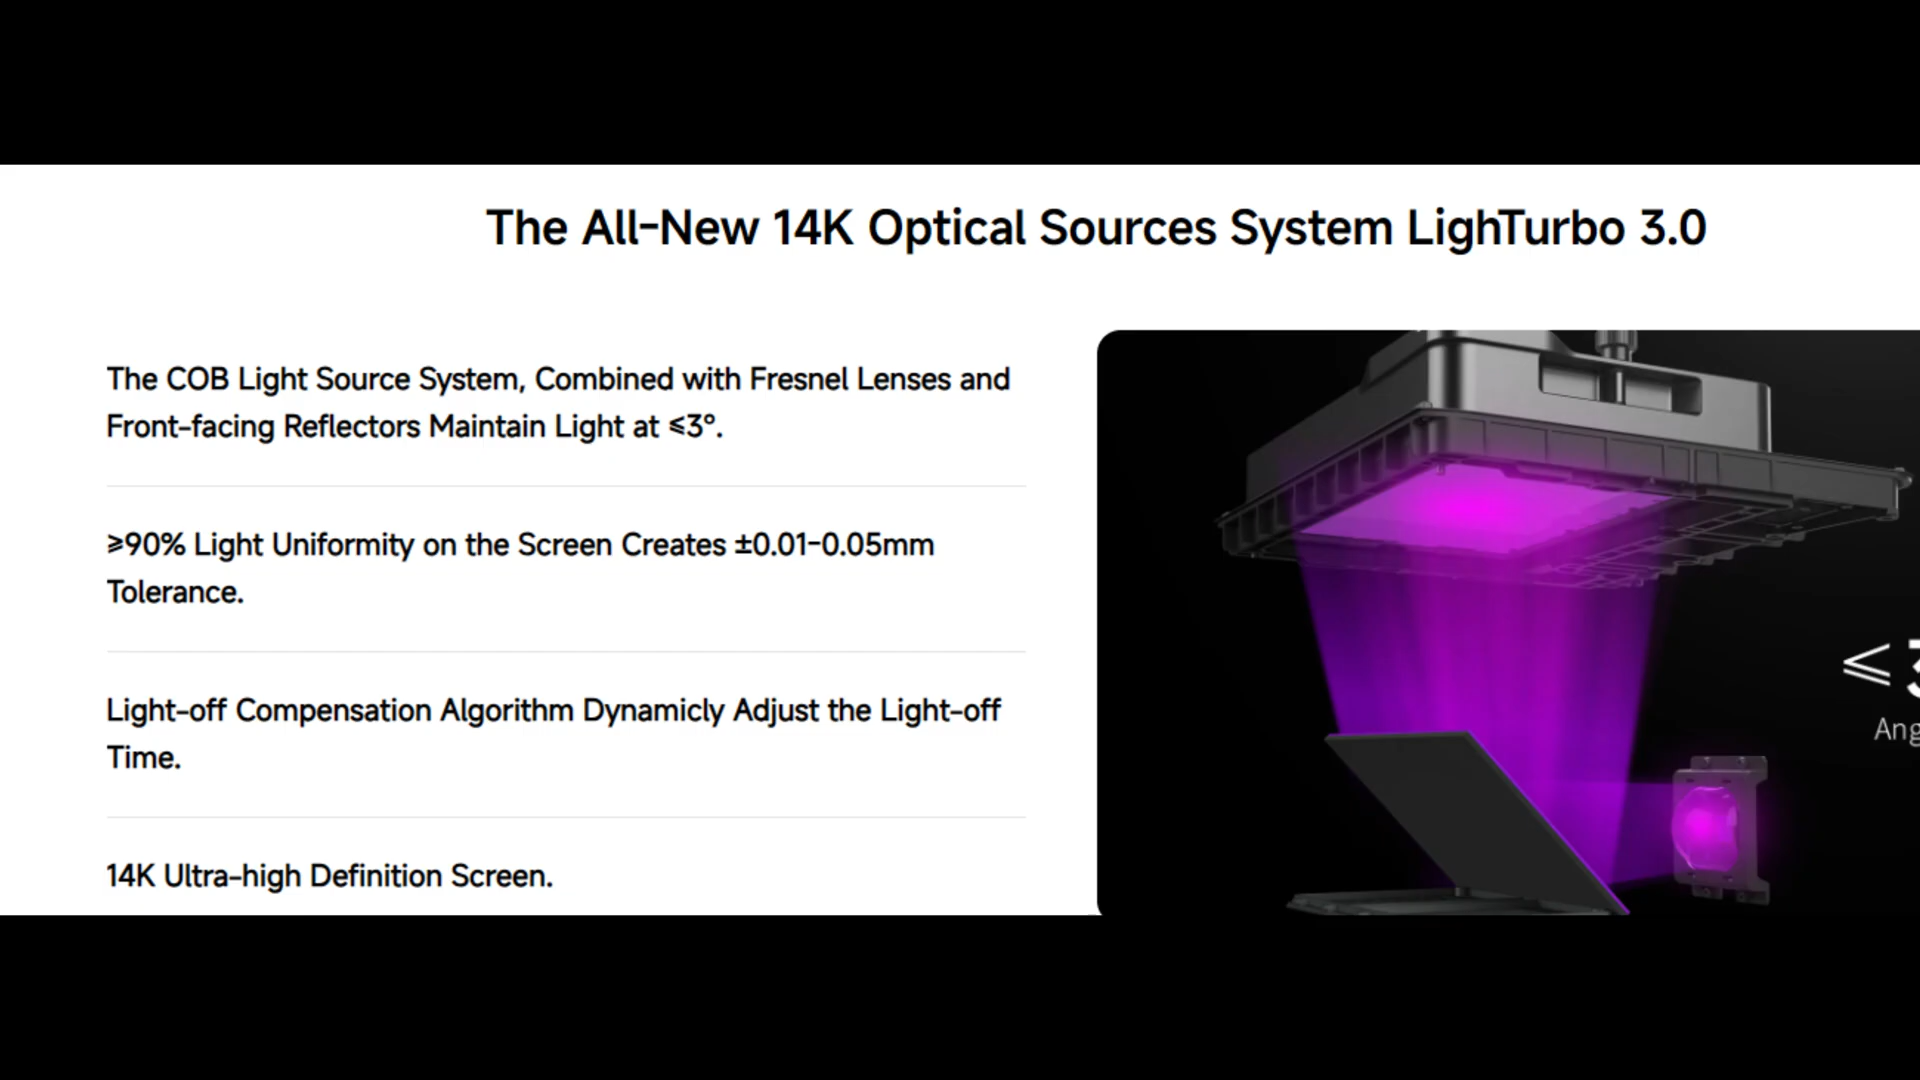 The All-New 14K Optical Sources System LighTurbo 3.0
The COB Light Source System, Combined with Fresnel Lenses and
Front-facing Reflectors Maintain Light at ≤3°.
≥90% Light Uniformity on the Screen Creates ±0.01-0.05mm
Tolerance.
Light-off Compensation Algorithm Dynamicly Adjust the Light-off
Time.
14K Ultra-high Definition Screen.
≤
Ang